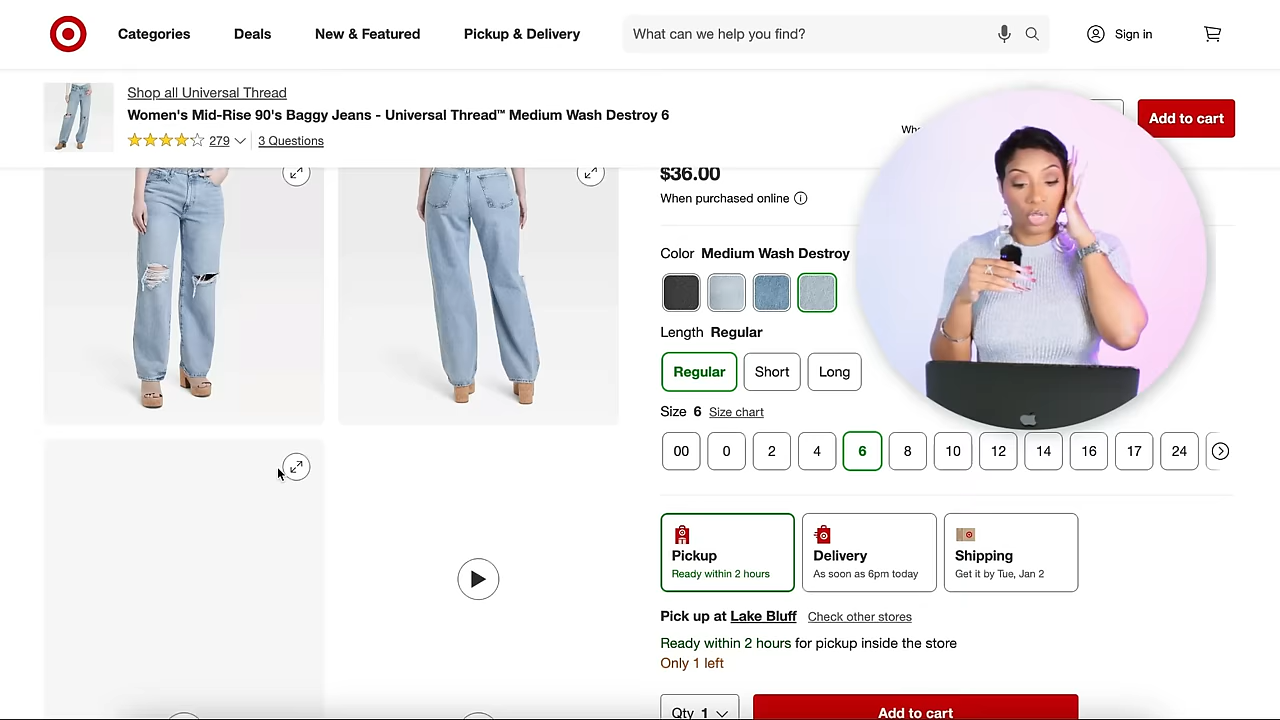 Categories
Deals
New & Featured
Pickup & Delivery
What can we help you find?
Sign in
Shop all Universal Thread
Women's Mid-Rise 90's Baggy Jeans - Universal Thread™ Medium Wash Destroy 6
279
3 Questions
Add to cart
$36.00
When purchased online
Color Medium Wash Destroy
Length Regular
Regular
Short
Long
Size 6 Size chart
00
0
2
4
6
8
10
12
14
16
17
24
Pickup
Ready within 2 hours
Delivery
As soon as 6pm today
Shipping
Get it by Tue, Jan 2
Pick up at Lake Bluff Check other stores
Ready within 2 hours for pickup inside the store
Only 1 left
Qty 1
Add to cart